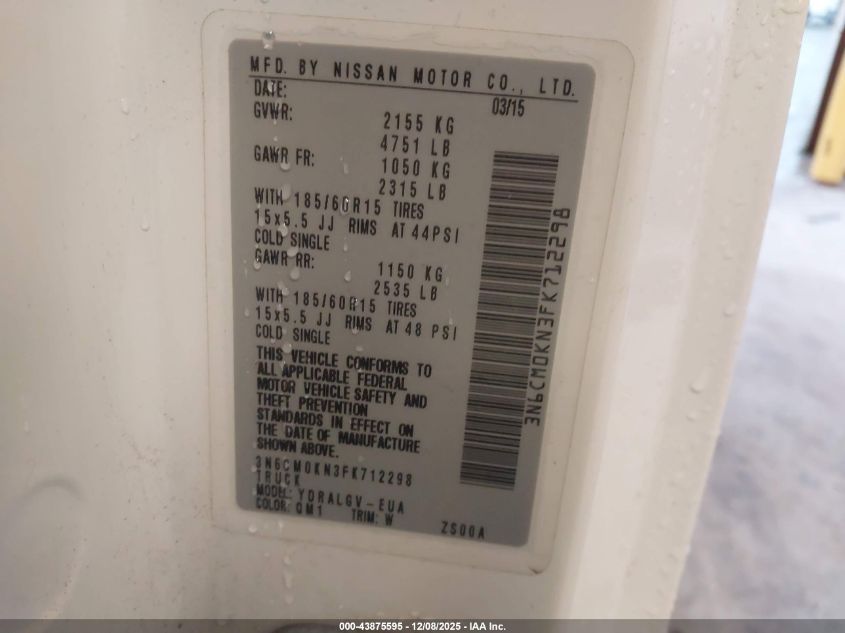 MFD. BY NISSAN MOTOR CO., LTD.
DATE: 03/15
GVWR: 2155 KG
4751 LB
GAWR FR: 1050 KG
2315 LB
WITH 185/60R15 TIRES
15x5.5 JJ RIMS AT 44PSI
COLD SINGLE
GAWR RR: 1150 KG
2535 LB
WITH 185/60R15 TIRES
15x5.5 JJ RIMS AT 48 PSI
COLD SINGLE
THIS VEHICLE CONFORMS TO
ALL APPLICABLE FEDERAL
MOTOR VEHICLE SAFETY AND
THEFT PREVENTION
STANDARDS IN EFFECT ON
THE DATE OF MANUFACTURE
SHOWN ABOVE.
3N6CM0KN3FK712298
TRUCK
MODEL: YDRALGV-EUA
COLOR: QM1 TRIM: W ZS00A
3N6CM0KN3FK712298
000-43875595 - 12/08/2025 - IAA Inc.